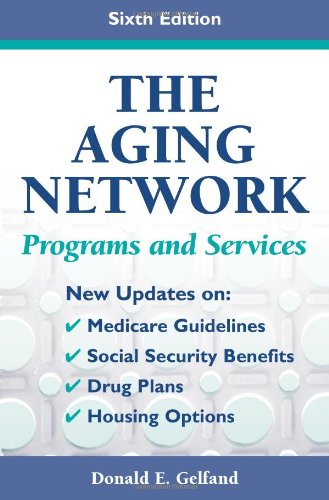 Sixth Edition
THE
AGING
NETWORK
Programs and Services
New Updates on:
✔ Medicare Guidelines
✔ Social Security Benefits
✔ Drug Plans
✔ Housing Options
Donald E. Gelfand